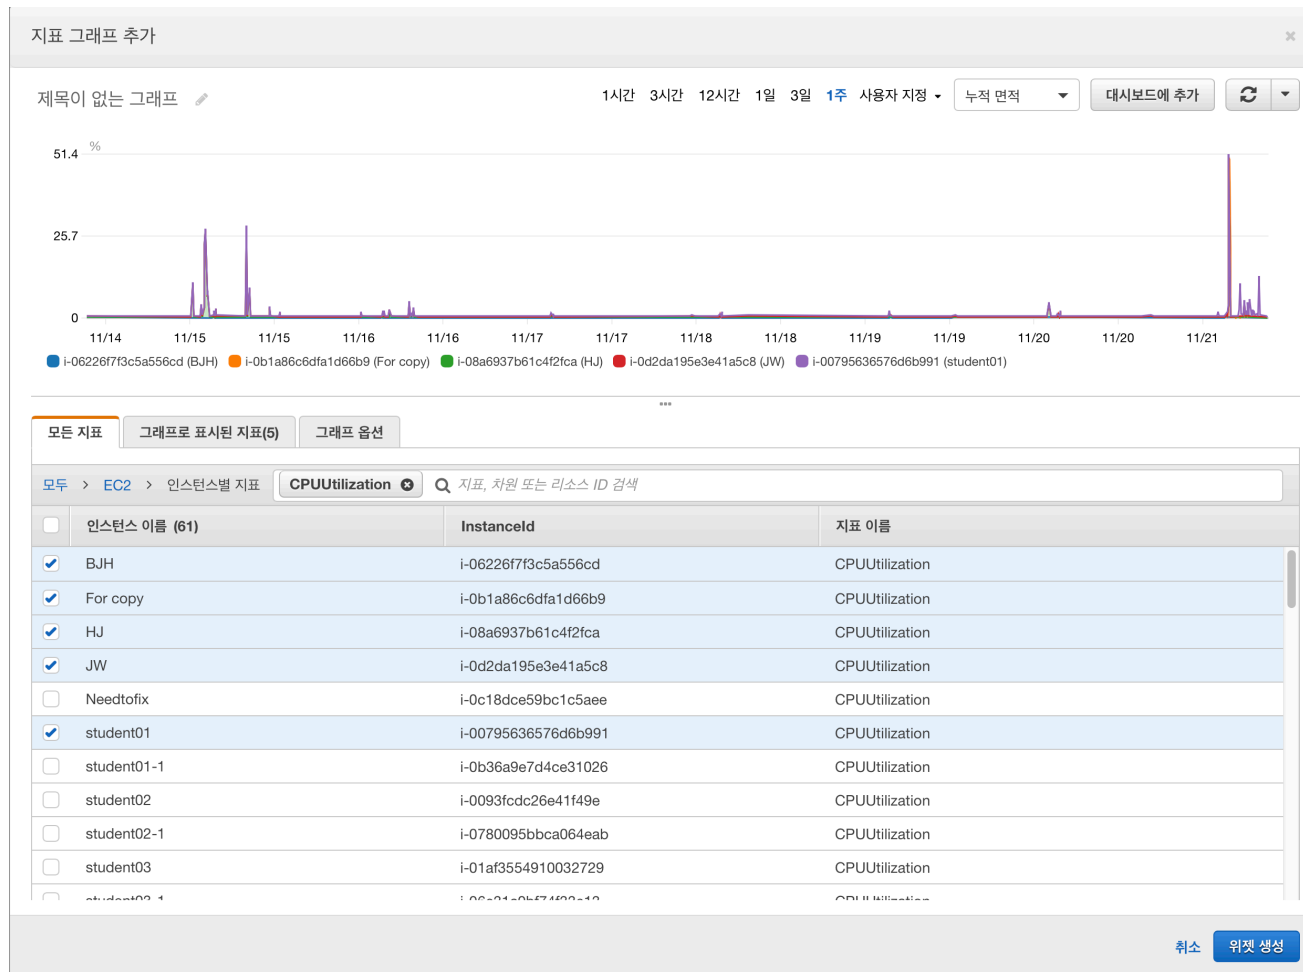 지표 그래프 추가
제목이 없는 그래프
1시간 3시간 12시간 1일 3일 1주 사용자 지정 누적 면적 대시보드에 추가
%
51.4
25.7
0
11/14 11/15 11/15 11/16 11/16 11/17 11/17 11/18 11/18 11/19 11/19 11/20 11/20 11/21
i-06226f7f3c5a556cd (BJH) i-0b1a86c6dfa1d66b9 (For copy) i-08a6937b61c4f2fca (HJ) i-0d2da195e3e41a5c8 (JW) i-00795636576d6b991 (student01)
모든 지표 그래프로 표시된 지표(5) 그래프 옵션
모두 > EC2 > 인스턴스별 지표 CPUUtilization 지표, 차원 또는 리소스 ID 검색
인스턴스 이름 (61) InstanceId 지표 이름
BJH i-06226f7f3c5a556cd CPUUtilization
For copy i-0b1a86c6dfa1d66b9 CPUUtilization
HJ i-08a6937b61c4f2fca CPUUtilization
JW i-0d2da195e3e41a5c8 CPUUtilization
Needtofix i-0c18dce59bc1c5aee CPUUtilization
student01 i-00795636576d6b991 CPUUtilization
student01-1 i-0b36a9e7d4ce31026 CPUUtilization
student02 i-0093fcdc26e41f49e CPUUtilization
student02-1 i-0780095bbca064eab CPUUtilization
student03 i-01af3554910032729 CPUUtilization
student03-1 CPUUtilization
취소 위젯 생성